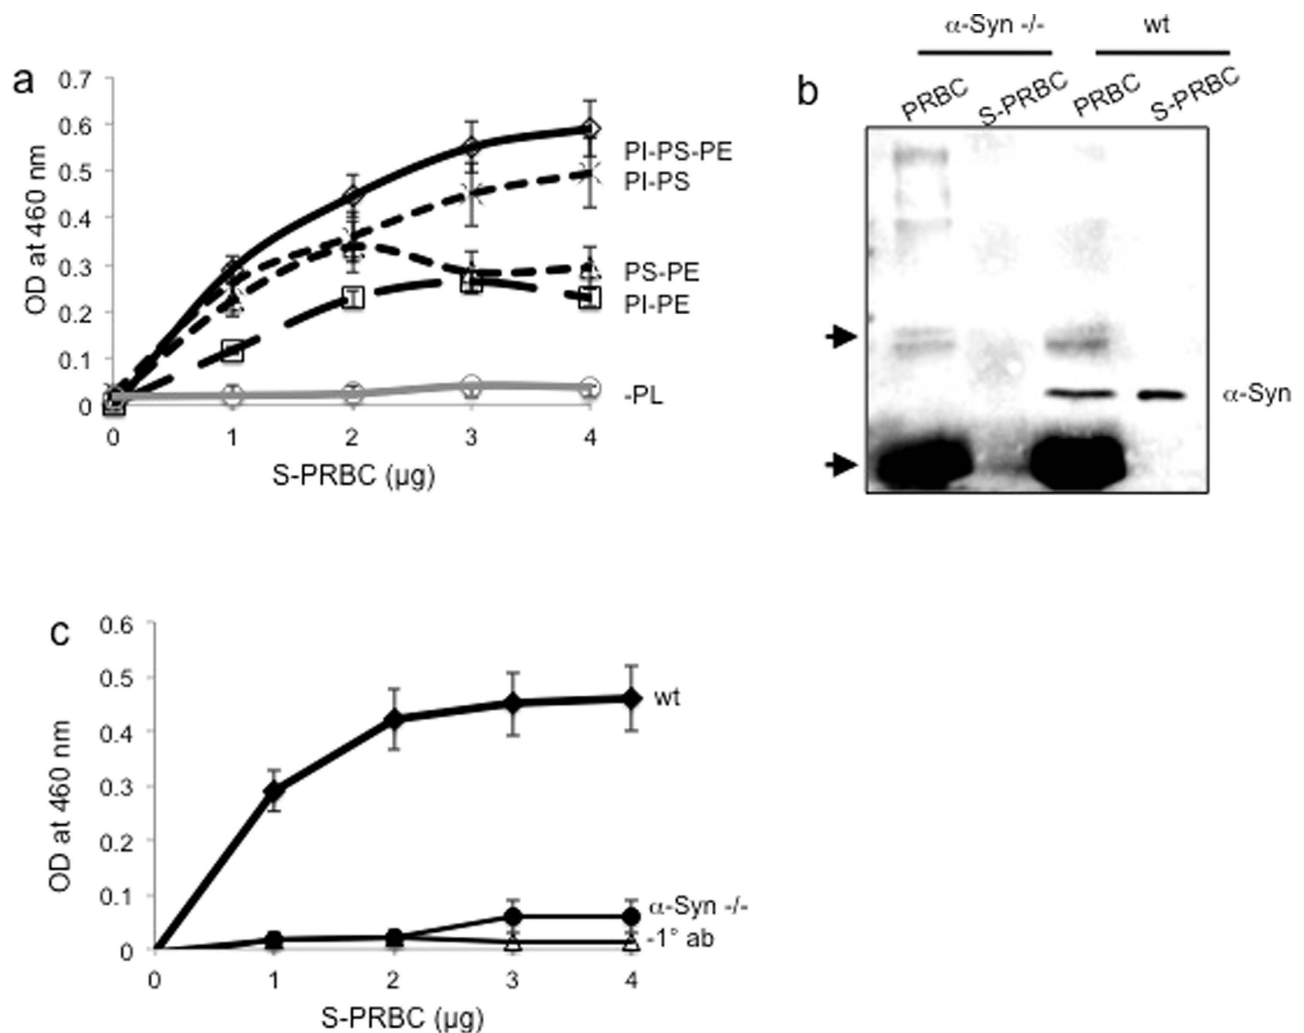 a
0.7
0.6
0.5
0.4
0.3
0.2
0.1
0
OD at 460 nm
0 1 2 3 4
S-PRBC (µg)
PI-PS-PE
PI-PS
PS-PE
PI-PE
-PL
b
α-Syn -/- wt
PRBC S-PRBC PRBC S-PRBC
α-Syn
c
0.6
0.5
0.4
0.3
0.2
0.1
0
OD at 460 nm
0 1 2 3 4
S-PRBC (µg)
wt
α-Syn -/-
-1° ab